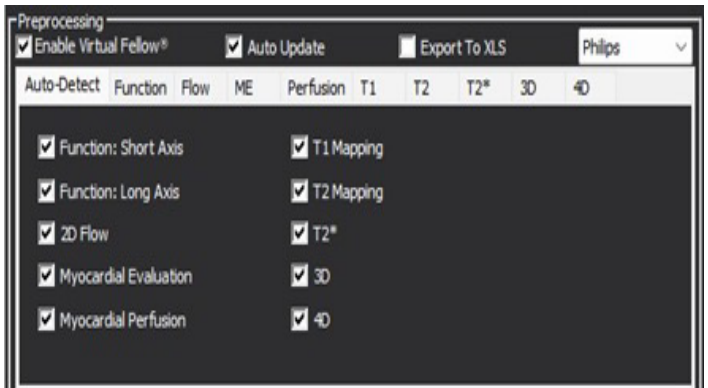 Preprocessing
Enable Virtual Fellow® Auto Update Export To XLS Philips
Auto-Detect Function Flow ME Perfusion T1 T2 T2* 3D 4D
Function: Short Axis T1 Mapping
Function: Long Axis T2 Mapping
2D Flow T2*
Myocardial Evaluation 3D
Myocardial Perfusion 4D